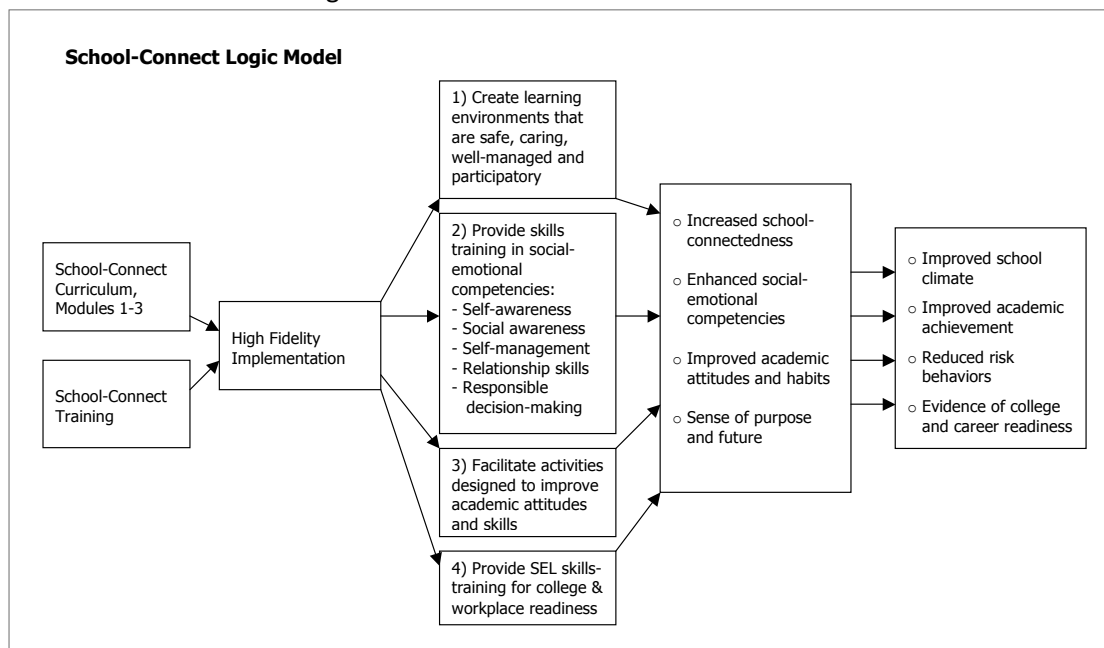 School-Connect Logic Model
School-Connect
Curriculum,
Modules 1-3
School-Connect
Training
High Fidelity
Implementation
1) Create learning
environments that
are safe, caring,
well-managed and
participatory
2) Provide skills
training in social-
emotional
competencies:
- Self-awareness
- Social awareness
- Self-management
- Relationship skills
- Responsible
decision-making
3) Facilitate activities
designed to improve
academic attitudes
and skills
4) Provide SEL skills-
training for college &
workplace readiness
○ Increased school-
connectedness
○ Enhanced social-
emotional
competencies
○ Improved academic
attitudes and habits
○ Sense of purpose
and future
○ Improved school
climate
○ Improved academic
achievement
○ Reduced risk
behaviors
○ Evidence of college
and career readiness